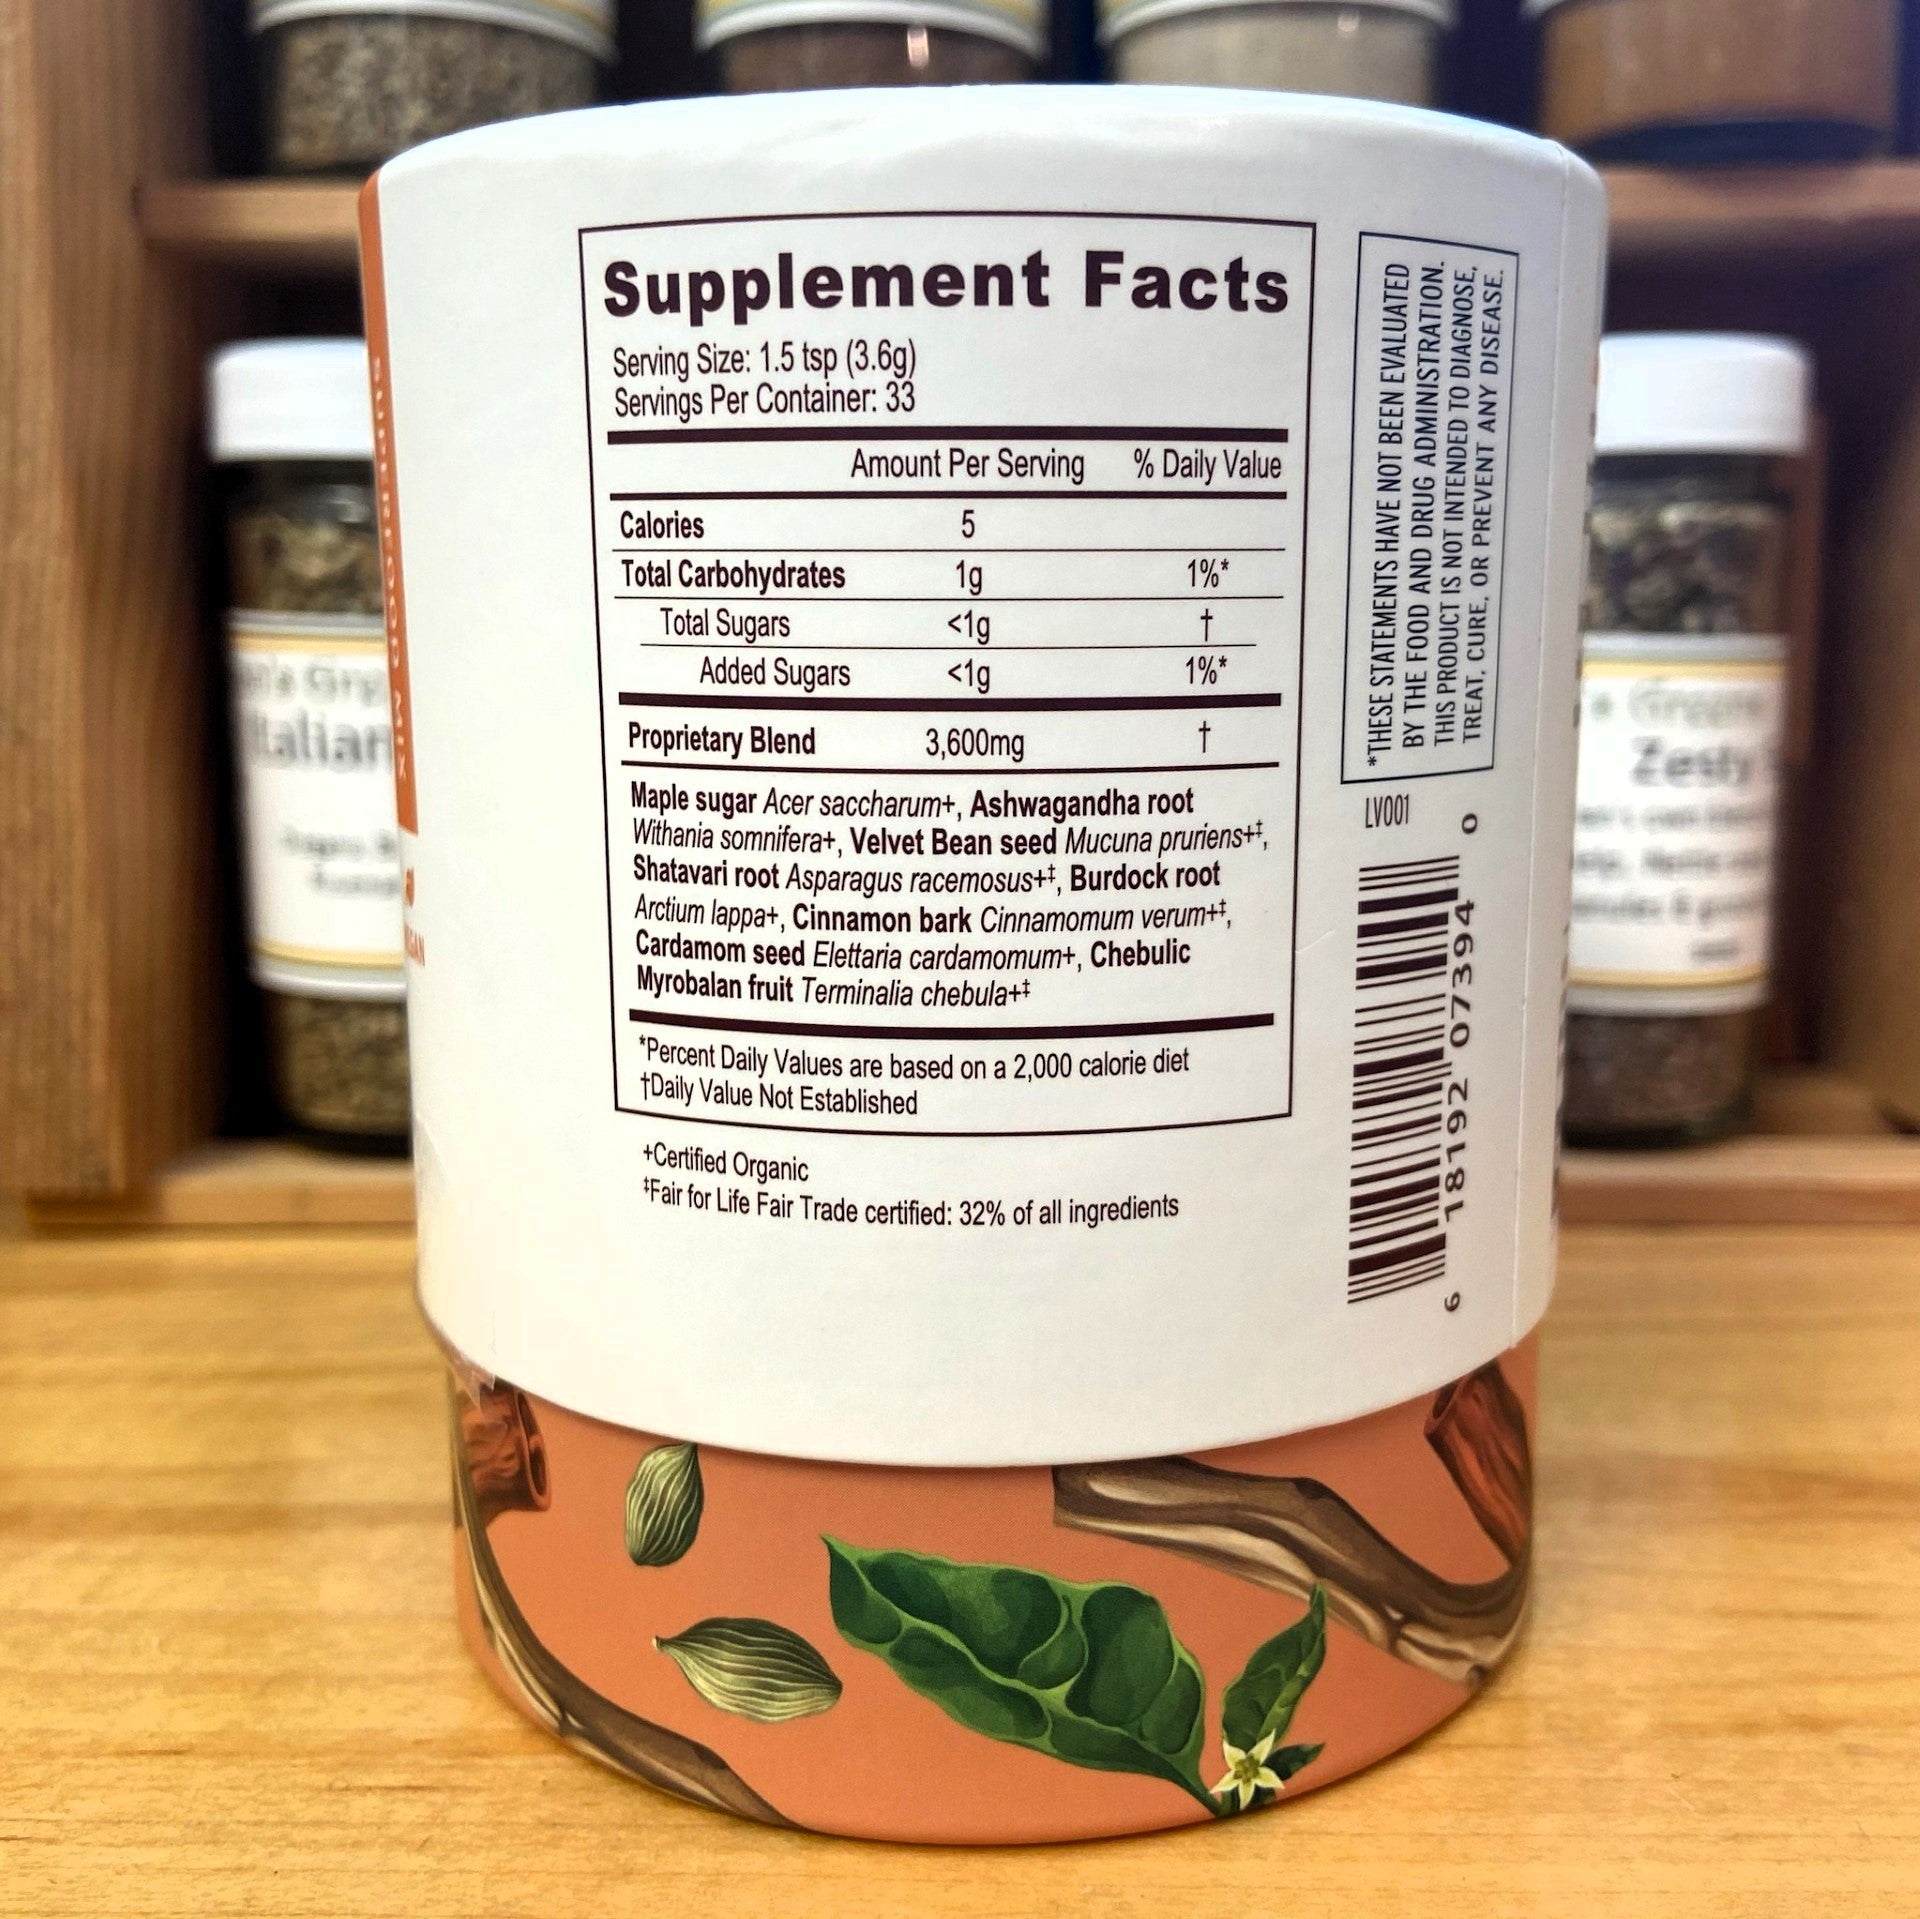 Supplement Facts
Serving Size: 1.5 tsp (3.6g)
Servings Per Container: 33
Amount Per Serving % Daily Value
Calories 5
Total Carbohydrates 1g 1%*
Total Sugars <1g †
Added Sugars <1g 1%*
Proprietary Blend 3,600mg †
Maple sugar Acer saccharum+, Ashwagandha root
Withania somnifera+, Velvet Bean seed Mucuna pruriens+‡,
Shatavari root Asparagus racemosus+‡, Burdock root
Arctium lappa+, Cinnamon bark Cinnamomum verum+‡,
Cardamom seed Elettaria cardamomum+, Chebulic
Myrobalan fruit Terminalia chebula+‡
*Percent Daily Values are based on a 2,000 calorie diet
†Daily Value Not Established
+Certified Organic
‡Fair for Life Fair Trade certified: 32% of all ingredients
*THESE STATEMENTS HAVE NOT BEEN EVALUATED
BY THE FOOD AND DRUG ADMINISTRATION.
THIS PRODUCT IS NOT INTENDED TO DIAGNOSE,
TREAT, CURE, OR PREVENT ANY DISEASE.
LV001
6 18192 07394 0
SUPERFOOD MIX
Italian
Zesty